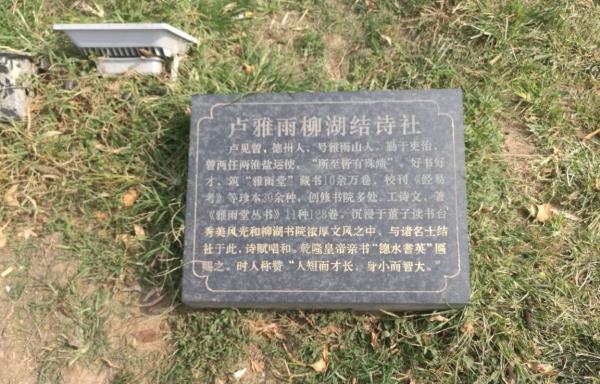 卢雅雨柳湖结诗社
卢见曾，德州人，号雅雨山人。勤于吏治，
曾两任两淮盐运使，“所至皆有殊绩”。好书好
才，筑“雅雨堂”藏书10余万卷，校刊《经易
考》等珍本30余种，创修书院多处。工诗文，著
《雅雨堂丛书》11种128卷。沉浸于董子读书台
秀美风光和柳湖书院浓厚文风之中，与诸名士结
社于此，诗赋唱和。乾隆皇帝亲书“德水耆英”匾
赐之。时人称赞“人短而才长，身小而智大。”